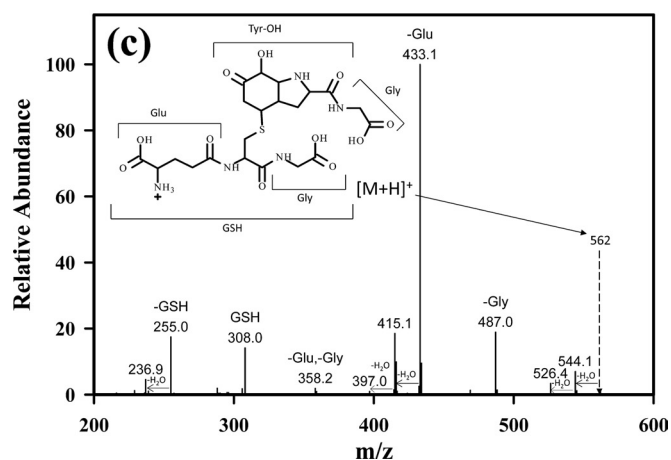 (c)
Tyr-OH
OH
O
NH
O
Gly
NH
O
HO
Glu
OH
O
NH₃
+
O
NH
S
O
NH
OH
O
Gly
GSH
-Glu
433.1
[M+H]⁺
562
-GSH
255.0
GSH
308.0
-Glu,-Gly
358.2
415.1
-Gly
487.0
236.9
-H₂O
-H₂O
397.0
-H₂O
526.4
-H₂O
544.1
-H₂O
Relative Abundance
100
80
60
40
20
0
200
300
400
500
600
m/z